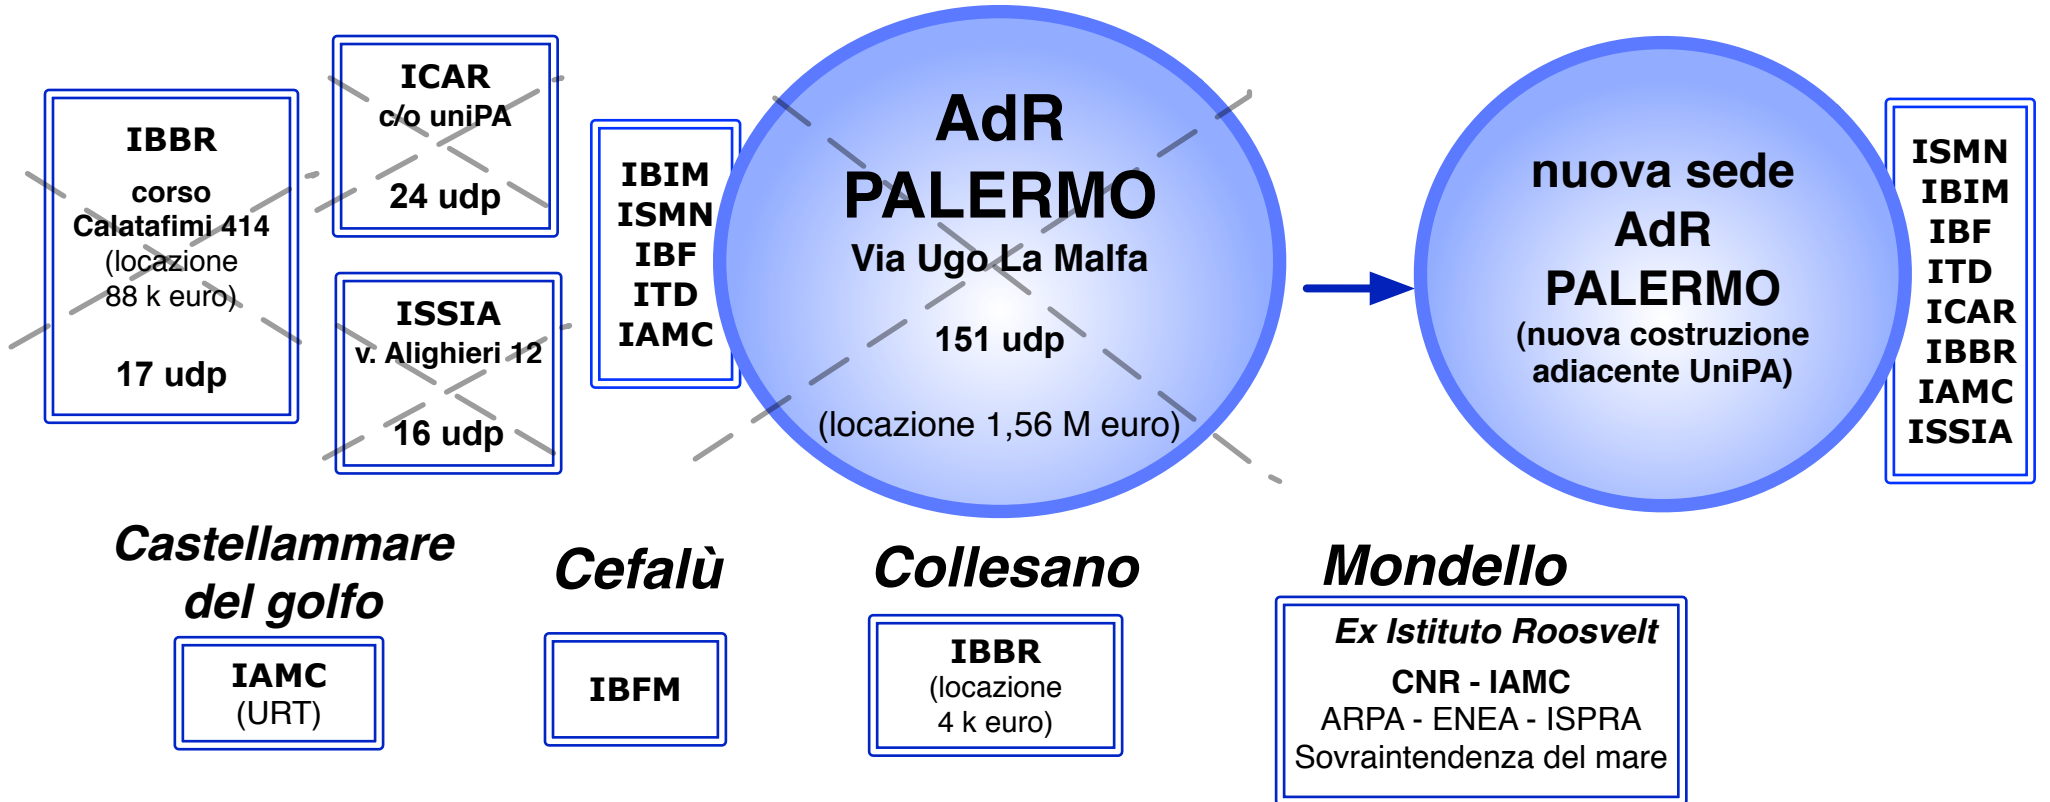 IBBR
corso
Calatafimi 414
(locazione
88 k euro)
17 udp
ICAR
c/o uniPA
24 udp
ISSIA
v. Alighieri 12
16 udp
IBIM
ISMN
IBF
ITD
IAMC
AdR
PALERMO
Via Ugo La Malfa
151 udp
(locazione 1,56 M euro)
nuova sede
AdR
PALERMO
(nuova costruzione
adiacente UniPA)
ISMN
IBIM
IBF
ITD
ICAR
IBBR
IAMC
ISSIA
Castellammare
del golfo
IAMC
(URT)
Cefalù
IBFM
Collesano
IBBR
(locazione
4 k euro)
Mondello
Ex Istituto Roosvelt
CNR - IAMC
ARPA - ENEA - ISPRA
Sovraintendenza del mare